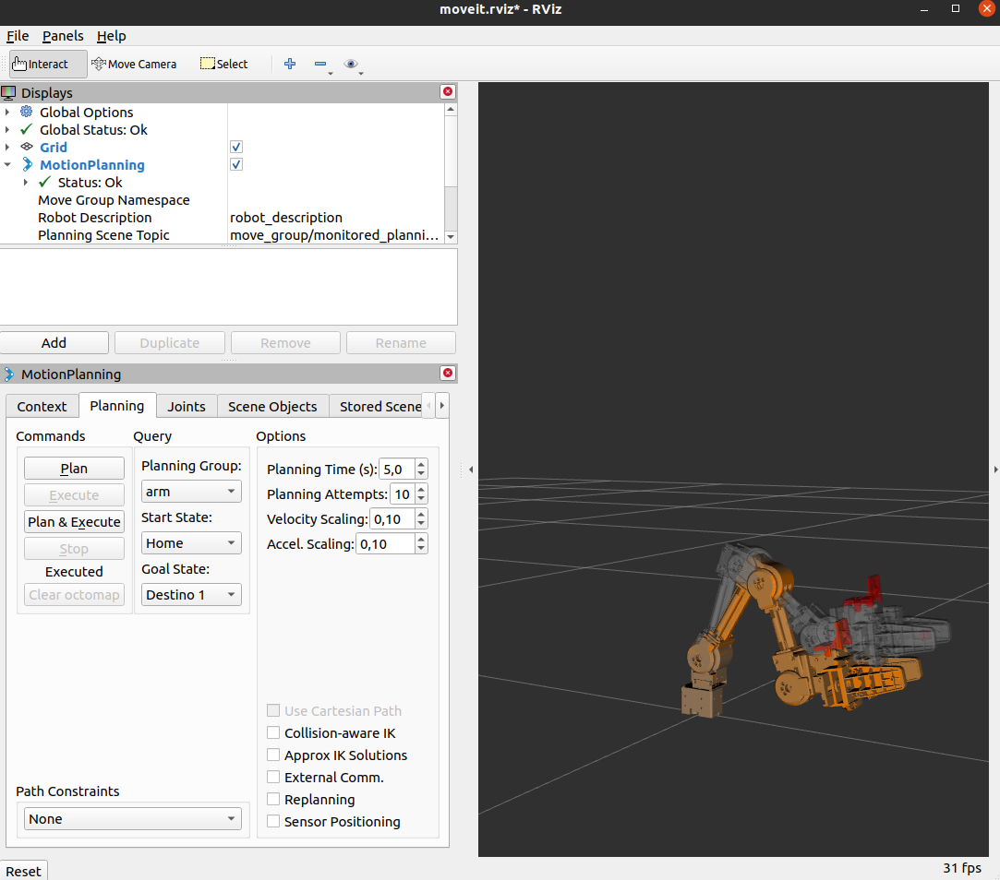 moveit.rviz* - RViz
File Panels Help
Interact Move Camera Select
Displays
Global Options
Global Status: Ok
Grid
MotionPlanning
Status: Ok
Move Group Namespace
Robot Description robot_description
Planning Scene Topic move_group/monitored_planni...
Add Duplicate Remove Rename
MotionPlanning
Context Planning Joints Scene Objects Stored Scene
Commands Query Options
Plan
Execute
Plan & Execute
Stop
Executed
Clear octomap
Planning Group:
arm
Start State:
Home
Goal State:
Destino 1
Planning Time (s): 5,0
Planning Attempts: 10
Velocity Scaling: 0,10
Accel. Scaling: 0,10
Use Cartesian Path
Collision-aware IK
Approx IK Solutions
External Comm.
Replanning
Sensor Positioning
Path Constraints
None
Reset
31 fps